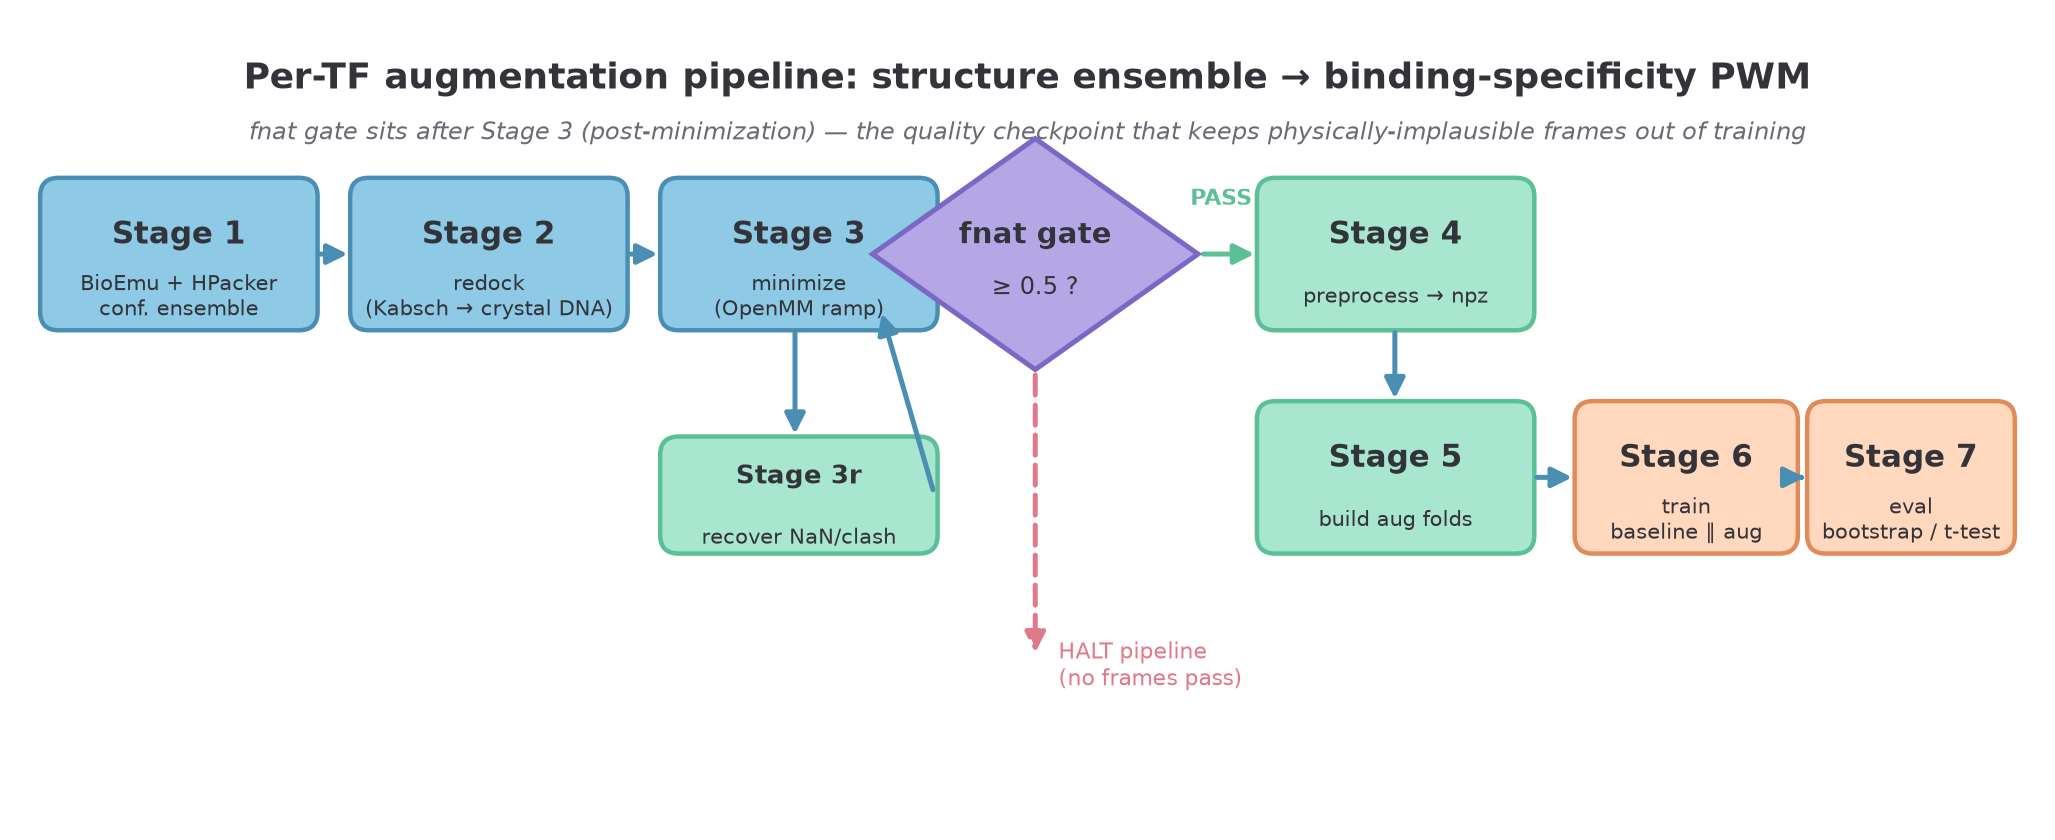 Per-TF augmentation pipeline: structure ensemble → binding-specificity PWM
fnat gate sits after Stage 3 (post-minimization) — the quality checkpoint that keeps physically-implausible frames out of training
Stage 1
BioEmu + HPacker
conf. ensemble
Stage 2
redock
(Kabsch → crystal DNA)
Stage 3
minimize
(OpenMM ramp)
fnat gate
≥ 0.5 ?
PASS
Stage 4
preprocess → npz
Stage 3r
recover NaN/clash
Stage 5
build aug folds
Stage 6
train
baseline ∥ aug
Stage 7
eval
bootstrap / t-test
HALT pipeline
(no frames pass)